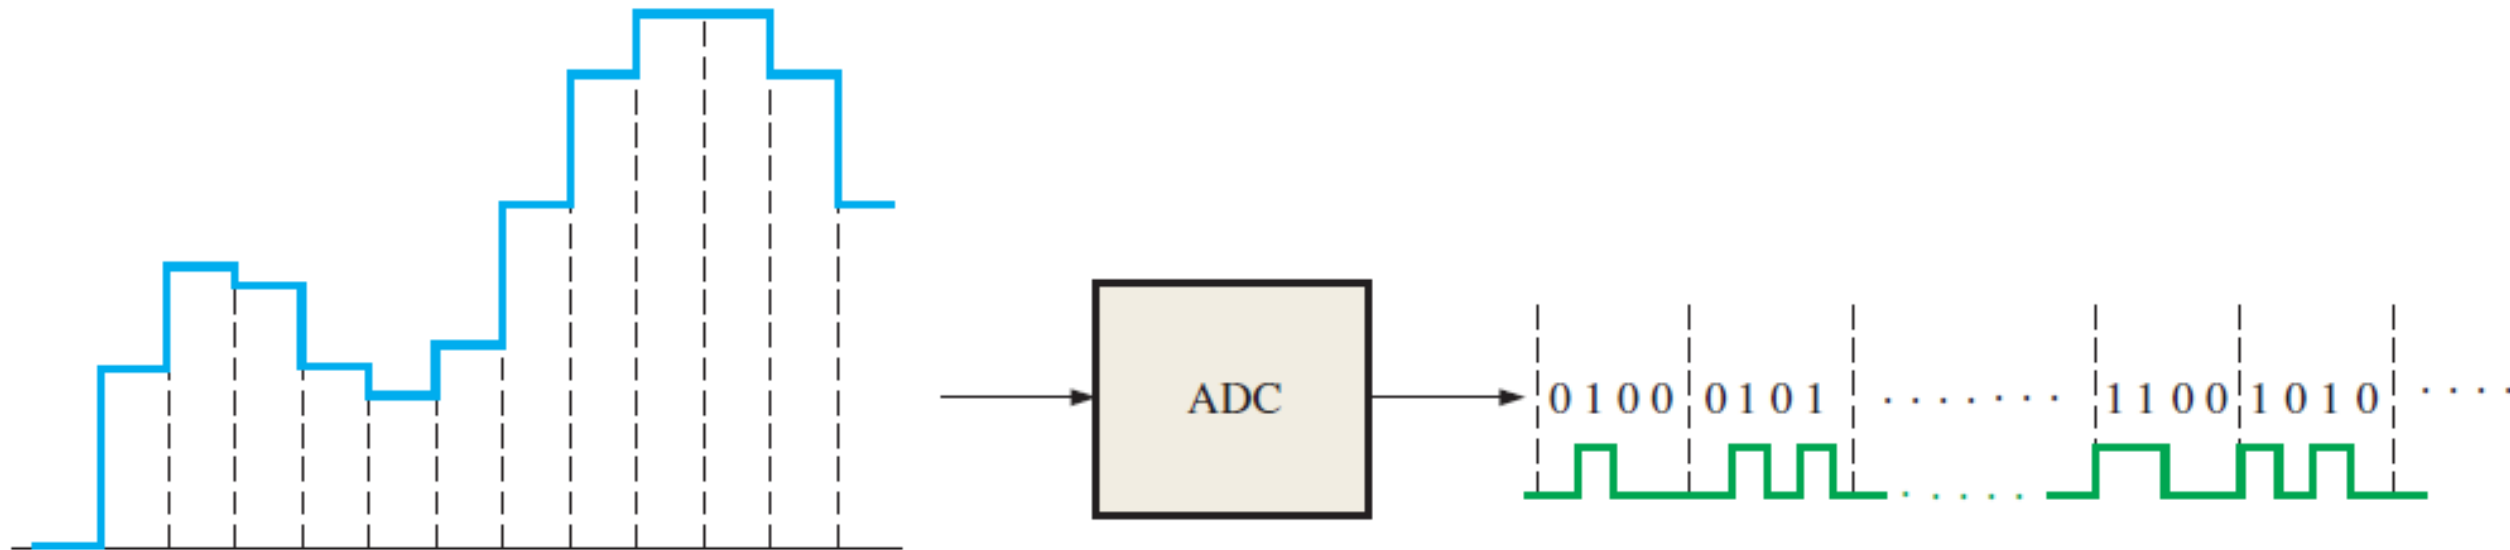 ADC
0 1 0 0 0 1 0 1 . . . . . . . 1 1 0 0 1 0 1 0 . . . .